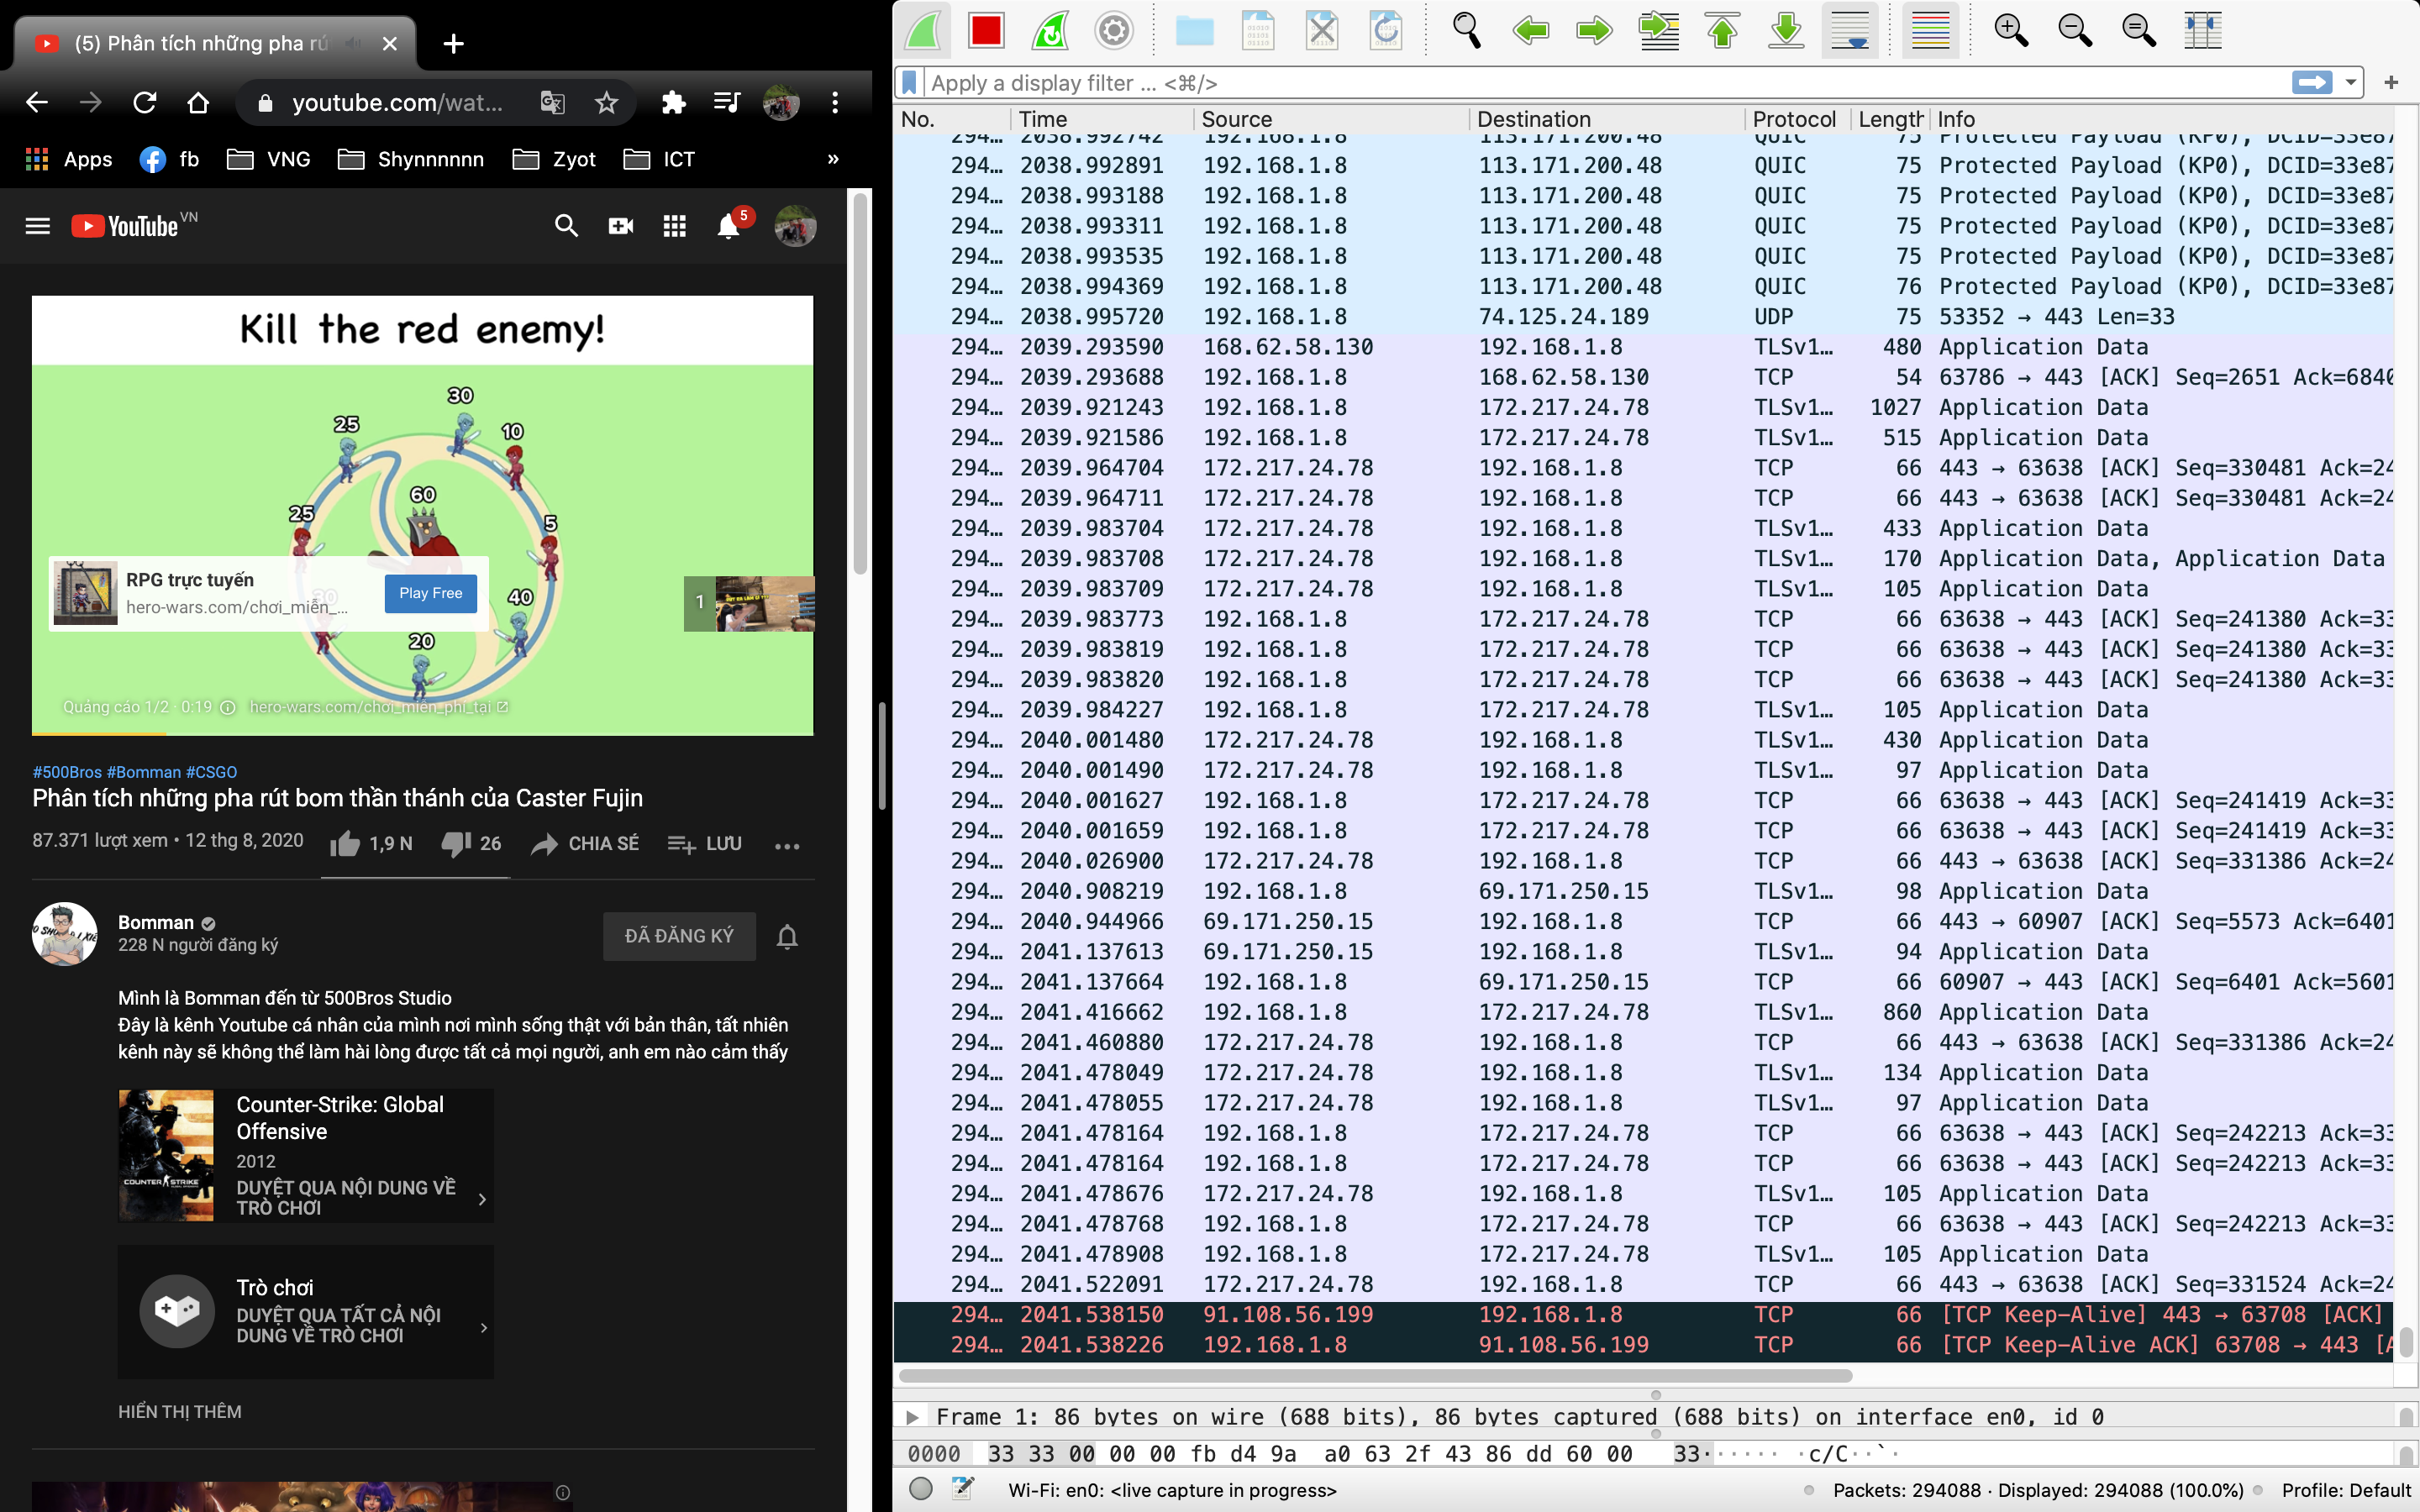 (5) Phân tích những pha rú
youtube.com/wat...
Apps
fb
VNG
Shynnnnnn
Zyot
ICT
»
YouTube VN
5
Kill the red enemy!
30
25
10
60
25
5
RPG trực tuyến
hero-wars.com/chơi_miễn_...
Play Free
30
40
20
1
Quảng cáo 1/2 · 0:19 hero-wars.com/chơi_miễn_phí_tại
#500Bros #Bomman #CSGO
Phân tích những pha rút bom thần thánh của Caster Fujin
87.371 lượt xem • 12 thg 8, 2020
1,9 N
26
CHIA SẺ
LƯU
Bomman
228 N người đăng ký
ĐÃ ĐĂNG KÝ
Mình là Bomman đến từ 500Bros Studio
Đây là kênh Youtube cá nhân của mình nơi mình sống thật với bản thân, tất nhiên
kênh này sẽ không thể làm hài lòng được tất cả mọi người, anh em nào cảm thấy
COUNTER STRIKE
Counter-Strike: Global
Offensive
2012
DUYỆT QUA NỘI DUNG VỀ
TRÒ CHƠI
Trò chơi
DUYỆT QUA TẤT CẢ NỘI
DUNG VỀ TRÒ CHƠI
HIỂN THỊ THÊM
Apply a display filter ... <⌘/>
No. Time Source Destination Protocol Length Info
294… 2038.992742 192.168.1.8 113.171.200.48 QUIC 75 Protected Payload (KP0), DCID=33e87
294… 2038.992891 192.168.1.8 113.171.200.48 QUIC 75 Protected Payload (KP0), DCID=33e87
294… 2038.993188 192.168.1.8 113.171.200.48 QUIC 75 Protected Payload (KP0), DCID=33e87
294… 2038.993311 192.168.1.8 113.171.200.48 QUIC 75 Protected Payload (KP0), DCID=33e87
294… 2038.993535 192.168.1.8 113.171.200.48 QUIC 75 Protected Payload (KP0), DCID=33e87
294… 2038.994369 192.168.1.8 113.171.200.48 QUIC 76 Protected Payload (KP0), DCID=33e87
294… 2038.995720 192.168.1.8 74.125.24.189 UDP 75 53352 → 443 Len=33
294… 2039.293590 168.62.58.130 192.168.1.8 TLSv1… 480 Application Data
294… 2039.293688 192.168.1.8 168.62.58.130 TCP 54 63786 → 443 [ACK] Seq=2651 Ack=6840
294… 2039.921243 192.168.1.8 172.217.24.78 TLSv1… 1027 Application Data
294… 2039.921586 192.168.1.8 172.217.24.78 TLSv1… 515 Application Data
294… 2039.964704 172.217.24.78 192.168.1.8 TCP 66 443 → 63638 [ACK] Seq=330481 Ack=24
294… 2039.964711 172.217.24.78 192.168.1.8 TCP 66 443 → 63638 [ACK] Seq=330481 Ack=24
294… 2039.983704 172.217.24.78 192.168.1.8 TLSv1… 433 Application Data
294… 2039.983708 172.217.24.78 192.168.1.8 TLSv1… 170 Application Data, Application Data
294… 2039.983709 172.217.24.78 192.168.1.8 TLSv1… 105 Application Data
294… 2039.983773 192.168.1.8 172.217.24.78 TCP 66 63638 → 443 [ACK] Seq=241380 Ack=33
294… 2039.983819 192.168.1.8 172.217.24.78 TCP 66 63638 → 443 [ACK] Seq=241380 Ack=33
294… 2039.983820 192.168.1.8 172.217.24.78 TCP 66 63638 → 443 [ACK] Seq=241380 Ack=33
294… 2039.984227 192.168.1.8 172.217.24.78 TLSv1… 105 Application Data
294… 2040.001480 172.217.24.78 192.168.1.8 TLSv1… 430 Application Data
294… 2040.001490 172.217.24.78 192.168.1.8 TLSv1… 97 Application Data
294… 2040.001627 192.168.1.8 172.217.24.78 TCP 66 63638 → 443 [ACK] Seq=241419 Ack=33
294… 2040.001659 192.168.1.8 172.217.24.78 TCP 66 63638 → 443 [ACK] Seq=241419 Ack=33
294… 2040.026900 172.217.24.78 192.168.1.8 TCP 66 443 → 63638 [ACK] Seq=331386 Ack=24
294… 2040.908219 192.168.1.8 69.171.250.15 TLSv1… 98 Application Data
294… 2040.944966 69.171.250.15 192.168.1.8 TCP 66 443 → 60907 [ACK] Seq=5573 Ack=6401
294… 2041.137613 69.171.250.15 192.168.1.8 TLSv1… 94 Application Data
294… 2041.137664 192.168.1.8 69.171.250.15 TCP 66 60907 → 443 [ACK] Seq=6401 Ack=5601
294… 2041.416662 192.168.1.8 172.217.24.78 TLSv1… 860 Application Data
294… 2041.460880 172.217.24.78 192.168.1.8 TCP 66 443 → 63638 [ACK] Seq=331386 Ack=24
294… 2041.478049 172.217.24.78 192.168.1.8 TLSv1… 134 Application Data
294… 2041.478055 172.217.24.78 192.168.1.8 TLSv1… 97 Application Data
294… 2041.478164 192.168.1.8 172.217.24.78 TCP 66 63638 → 443 [ACK] Seq=242213 Ack=33
294… 2041.478164 192.168.1.8 172.217.24.78 TCP 66 63638 → 443 [ACK] Seq=242213 Ack=33
294… 2041.478676 172.217.24.78 192.168.1.8 TLSv1… 105 Application Data
294… 2041.478768 192.168.1.8 172.217.24.78 TCP 66 63638 → 443 [ACK] Seq=242213 Ack=33
294… 2041.478908 192.168.1.8 172.217.24.78 TLSv1… 105 Application Data
294… 2041.522091 172.217.24.78 192.168.1.8 TCP 66 443 → 63638 [ACK] Seq=331524 Ack=24
294… 2041.538150 91.108.56.199 192.168.1.8 TCP 66 [TCP Keep-Alive] 443 → 63708 [ACK]
294… 2041.538226 192.168.1.8 91.108.56.199 TCP 66 [TCP Keep-Alive ACK] 63708 → 443 [A
Frame 1: 86 bytes on wire (688 bits), 86 bytes captured (688 bits) on interface en0, id 0
0000 33 33 00 00 00 fb d4 9a a0 63 2f 43 86 dd 60 00 33······ ·c/C··`·
Wi-Fi: en0: <live capture in progress>
Packets: 294088 · Displayed: 294088 (100.0%)
Profile: Default